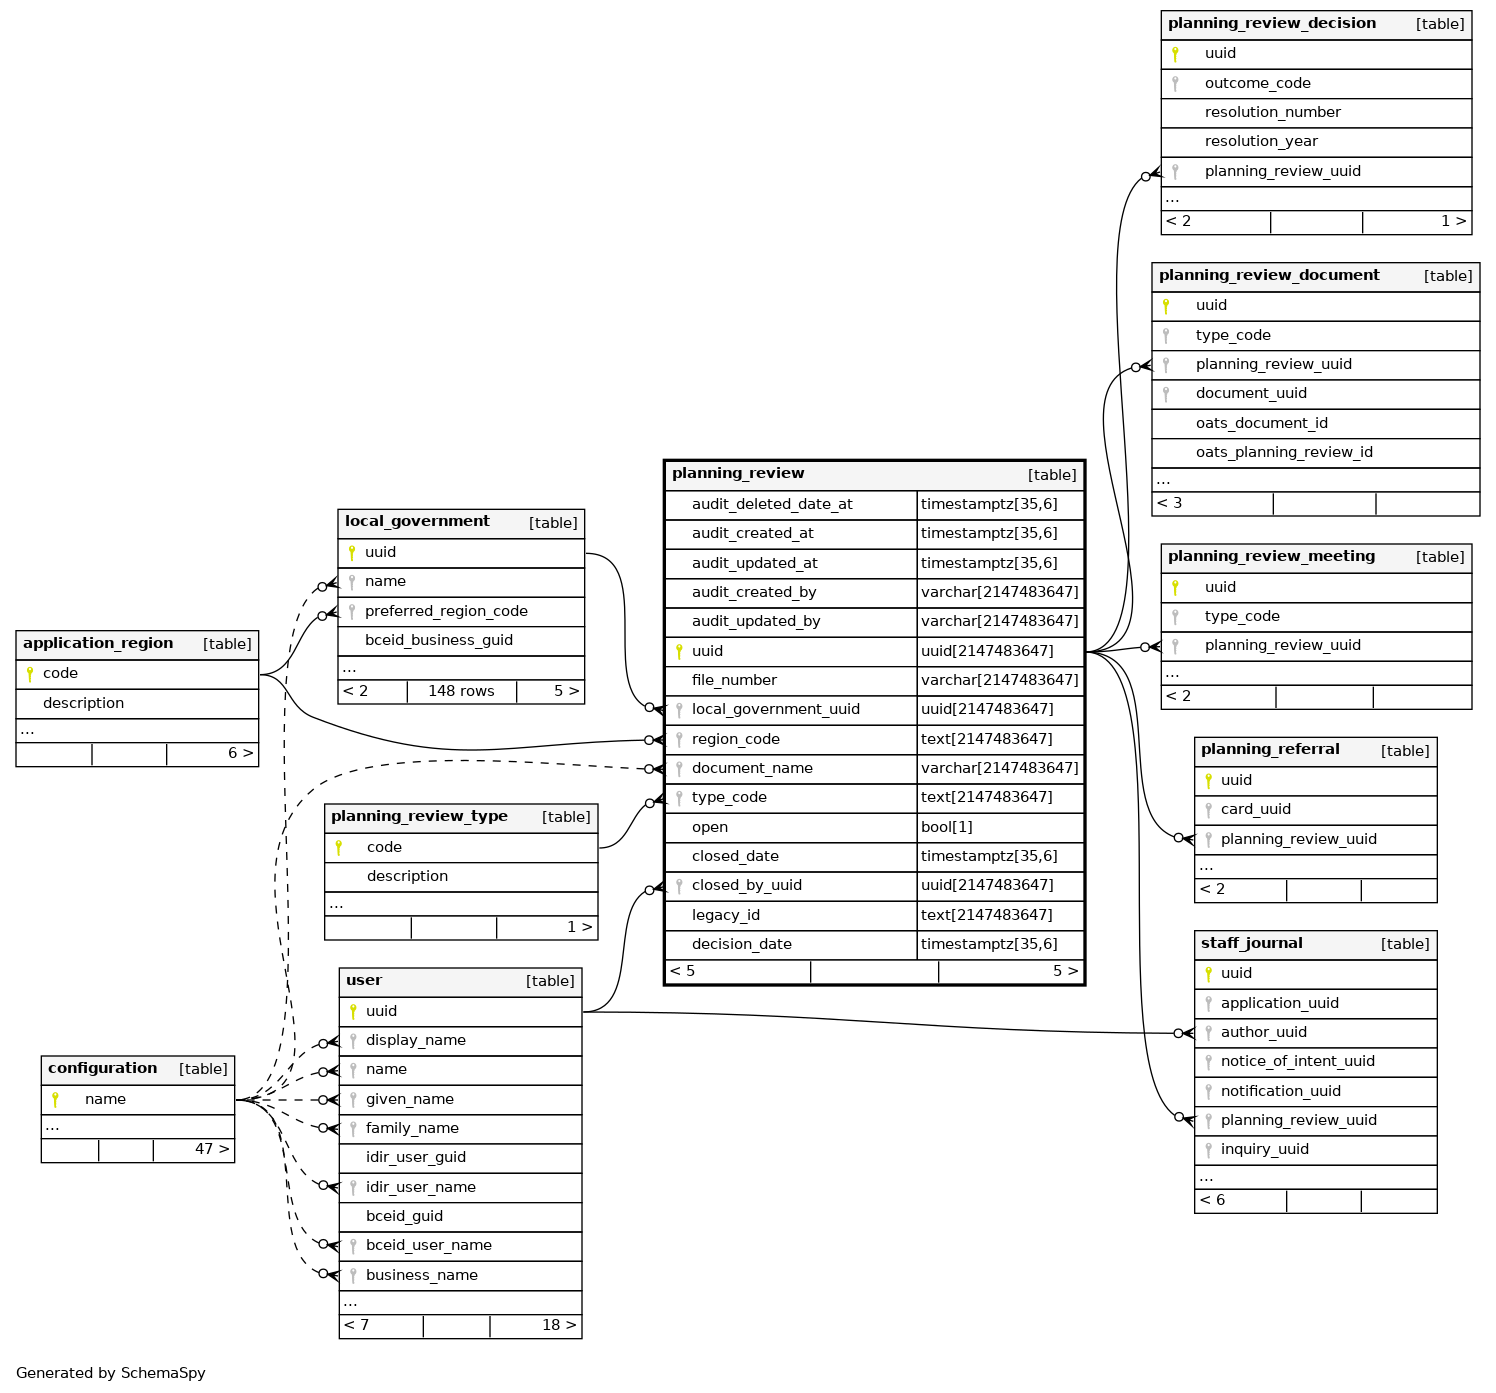 planning_review_decision [table]
uuid
outcome_code
resolution_number
resolution_year
planning_review_uuid
...
< 2 1 >
planning_review_document [table]
uuid
type_code
planning_review_uuid
document_uuid
oats_document_id
oats_planning_review_id
...
< 3
planning_review [table]
audit_deleted_date_at timestamptz[35,6]
audit_created_at timestamptz[35,6]
audit_updated_at timestamptz[35,6]
audit_created_by varchar[2147483647]
audit_updated_by varchar[2147483647]
uuid uuid[2147483647]
file_number varchar[2147483647]
local_government_uuid uuid[2147483647]
region_code text[2147483647]
document_name varchar[2147483647]
type_code text[2147483647]
open bool[1]
closed_date timestamptz[35,6]
closed_by_uuid uuid[2147483647]
legacy_id text[2147483647]
decision_date timestamptz[35,6]
< 5 5 >
local_government [table]
uuid
name
preferred_region_code
bceid_business_guid
...
< 2 148 rows 5 >
planning_review_meeting [table]
uuid
type_code
planning_review_uuid
...
< 2
application_region [table]
code
description
...
6 >
planning_referral [table]
uuid
card_uuid
planning_review_uuid
...
< 2
planning_review_type [table]
code
description
...
1 >
staff_journal [table]
uuid
application_uuid
author_uuid
notice_of_intent_uuid
notification_uuid
planning_review_uuid
inquiry_uuid
...
< 6
user [table]
uuid
display_name
name
given_name
family_name
idir_user_guid
idir_user_name
bceid_guid
bceid_user_name
business_name
...
< 7 18 >
configuration [table]
name
...
47 >
Generated by SchemaSpy